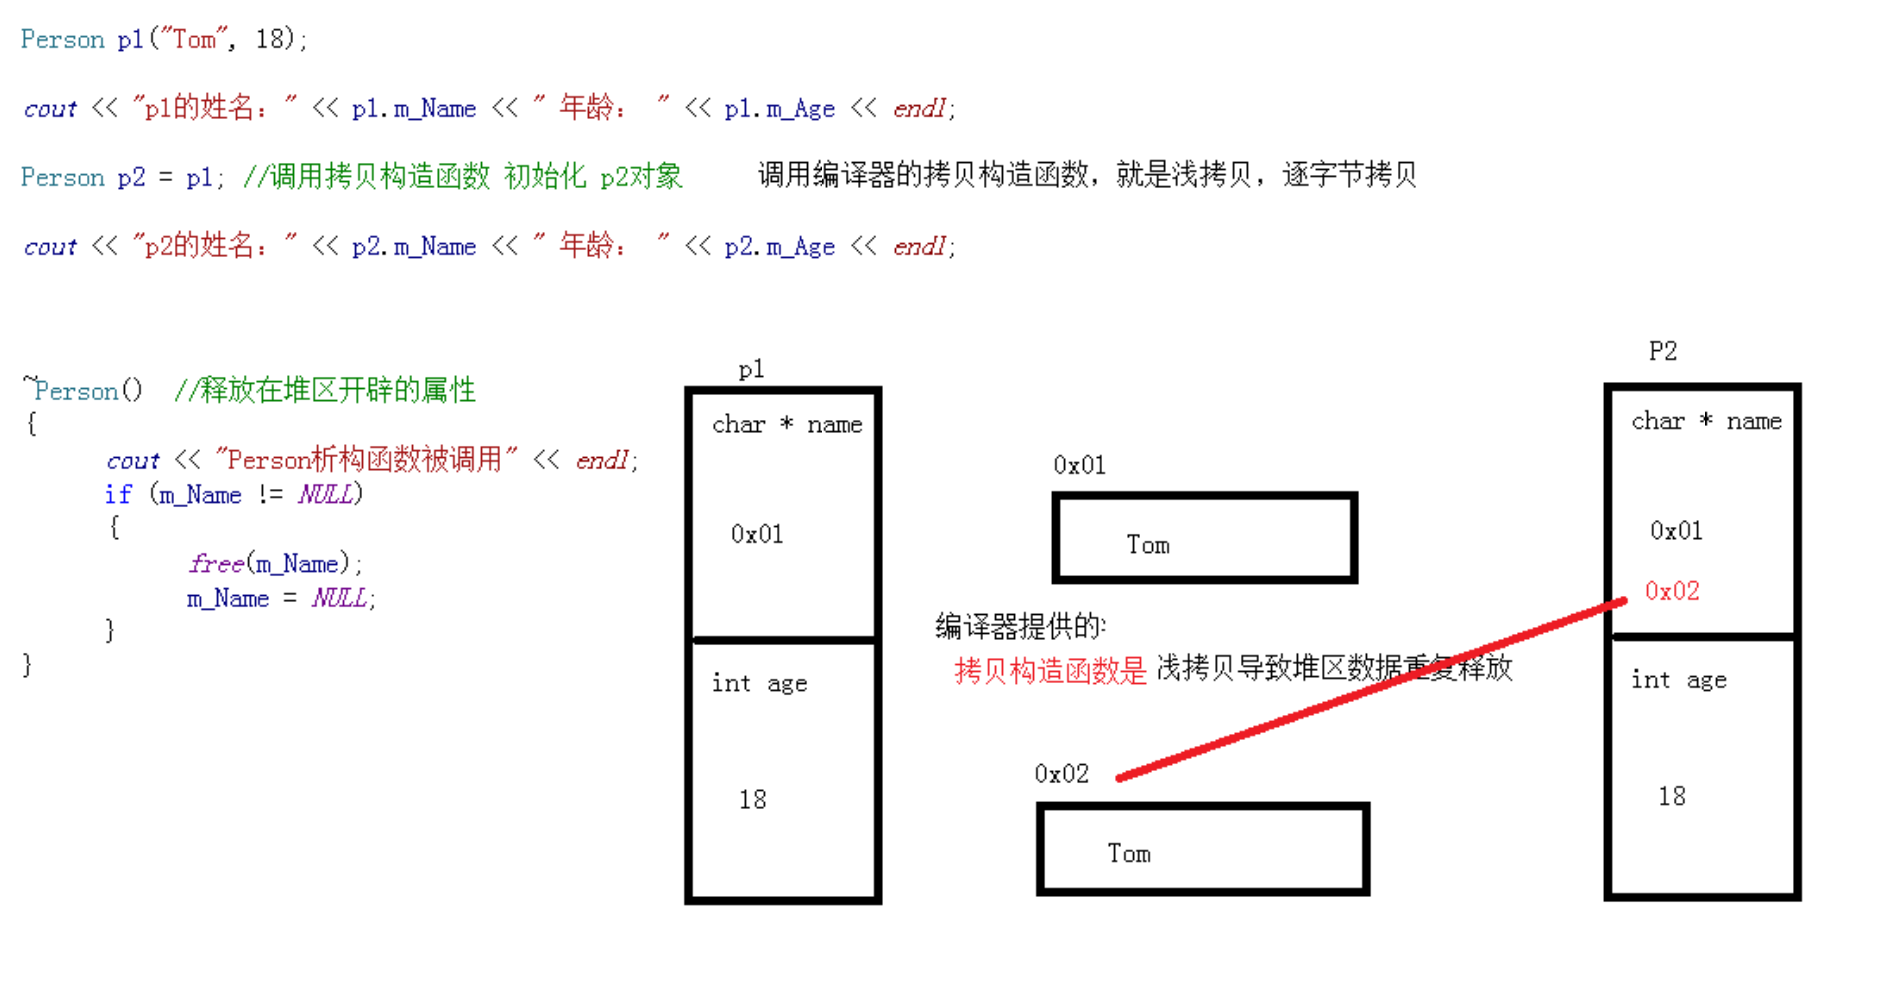 Person p1("Tom", 18);
cout << "p1的姓名：" << p1.m_Name << " 年龄： " << p1.m_Age << endl;
Person p2 = p1; //调用拷贝构造函数 初始化 p2对象
调用编译器的拷贝构造函数，就是浅拷贝，逐字节拷贝
cout << "p2的姓名：" << p2.m_Name << " 年龄： " << p2.m_Age << endl;
~Person() //释放在堆区开辟的属性
{
cout << "Person析构函数被调用" << endl;
if (m_Name != NULL)
{
free(m_Name);
m_Name = NULL;
}
}
p1
char * name
0x01
int age
18
0x01
Tom
编译器提供的:
拷贝构造函数是 浅拷贝导致堆区数据重复释放
0x02
Tom
P2
char * name
0x01
0x02
int age
18